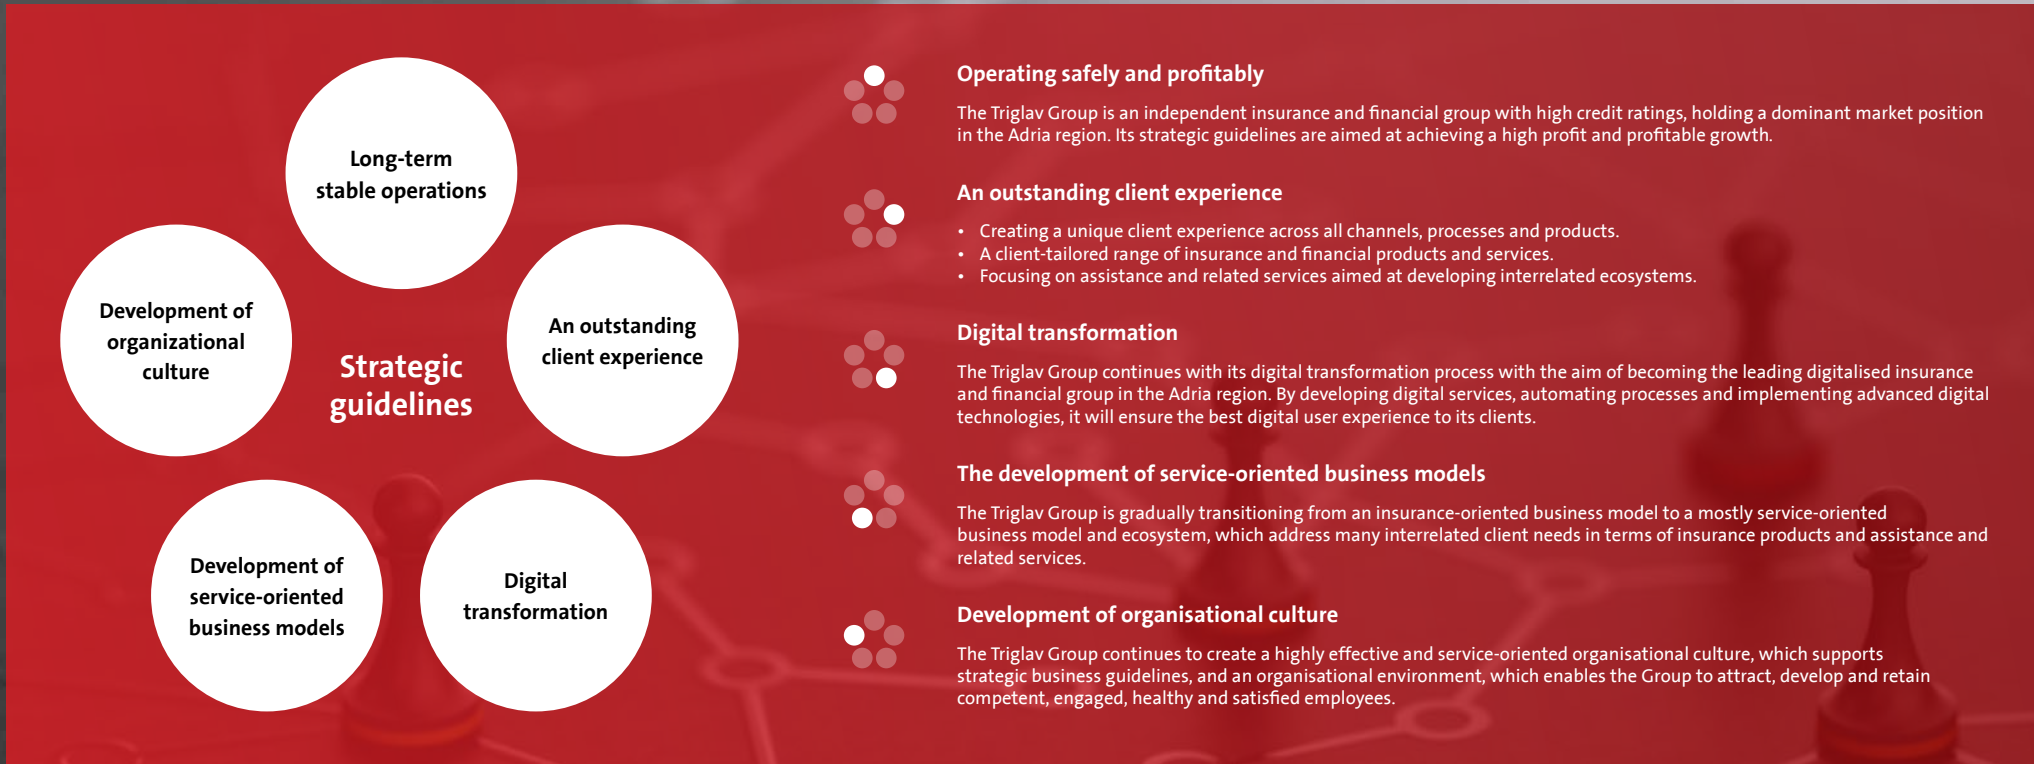 Long-term
stable operations
Development of
organizational
culture
An outstanding
client experience
Strategic
guidelines
Development of
service-oriented
business models
Digital
transformation
Operating safely and profitably
The Triglav Group is an independent insurance and financial group with high credit ratings, holding a dominant market position
in the Adria region. Its strategic guidelines are aimed at achieving a high profit and profitable growth.
An outstanding client experience
• Creating a unique client experience across all channels, processes and products.
• A client-tailored range of insurance and financial products and services.
• Focusing on assistance and related services aimed at developing interrelated ecosystems.
Digital transformation
The Triglav Group continues with its digital transformation process with the aim of becoming the leading digitalised insurance
and financial group in the Adria region. By developing digital services, automating processes and implementing advanced digital
technologies, it will ensure the best digital user experience to its clients.
The development of service-oriented business models
The Triglav Group is gradually transitioning from an insurance-oriented business model to a mostly service-oriented
business model and ecosystem, which address many interrelated client needs in terms of insurance products and assistance and
related services.
Development of organisational culture
The Triglav Group continues to create a highly effective and service-oriented organisational culture, which supports
strategic business guidelines, and an organisational environment, which enables the Group to attract, develop and retain
competent, engaged, healthy and satisfied employees.